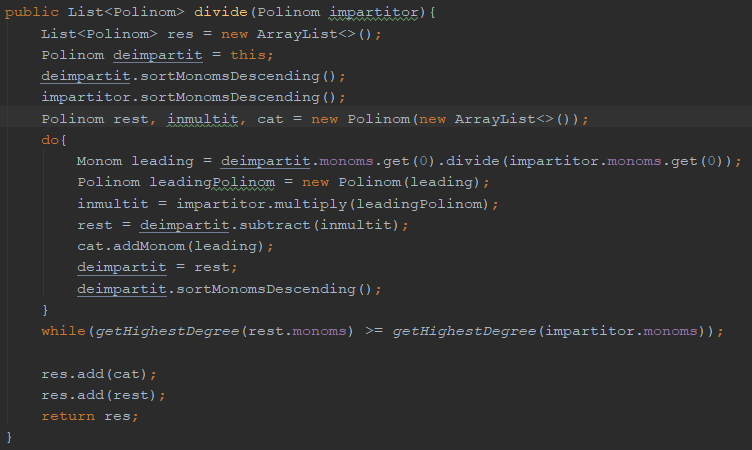 public List<Polinom> divide(Polinom impartitor){
    List<Polinom> res = new ArrayList<>();
    Polinom deimpartit = this;
    deimpartit.sortMonomsDescending();
    impartitor.sortMonomsDescending();
    Polinom rest, inmultit, cat = new Polinom(new ArrayList<>());
    do{
        Monom leading = deimpartit.monoms.get(0).divide(impartitor.monoms.get(0));
        Polinom leadingPolinom = new Polinom(leading);
        inmultit = impartitor.multiply(leadingPolinom);
        rest = deimpartit.subtract(inmultit);
        cat.addMonom(leading);
        deimpartit = rest;
        deimpartit.sortMonomsDescending();
    }
    while(getHighestDegree(rest.monoms) >= getHighestDegree(impartitor.monoms));
    res.add(cat);
    res.add(rest);
    return res;
}